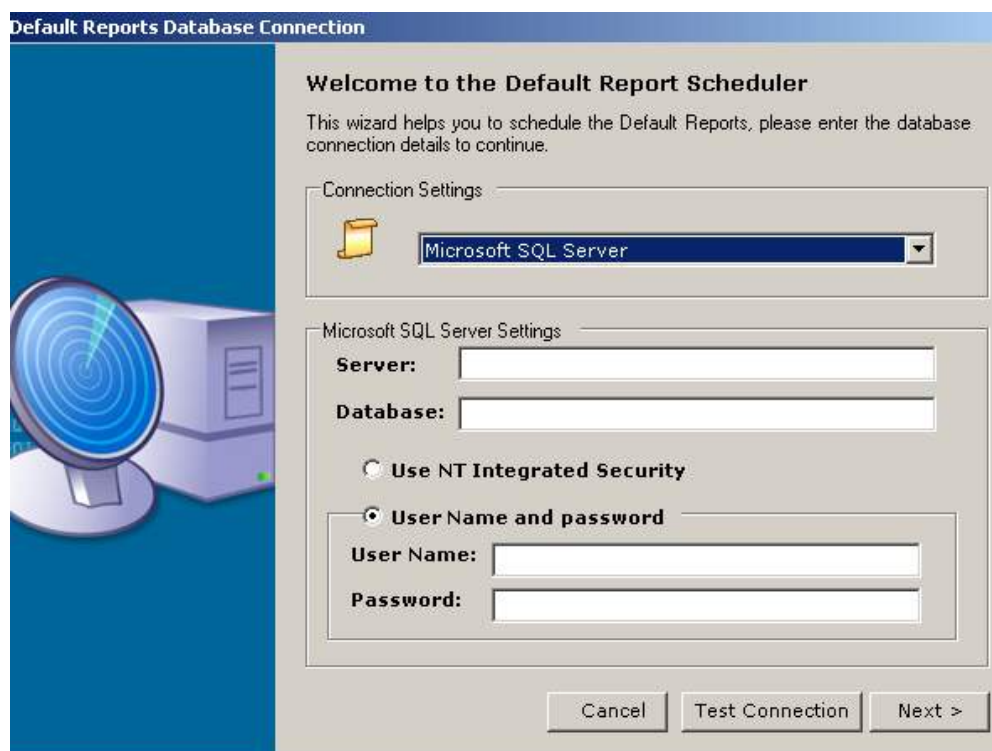 Default Reports Database Connection
Welcome to the Default Report Scheduler
This wizard helps you to schedule the Default Reports, please enter the database
connection details to continue.
Connection Settings
Microsoft SQL Server
Microsoft SQL Server Settings
Server:
Database:
Use NT Integrated Security
User Name and password
User Name:
Password:
Cancel
Test Connection
Next >